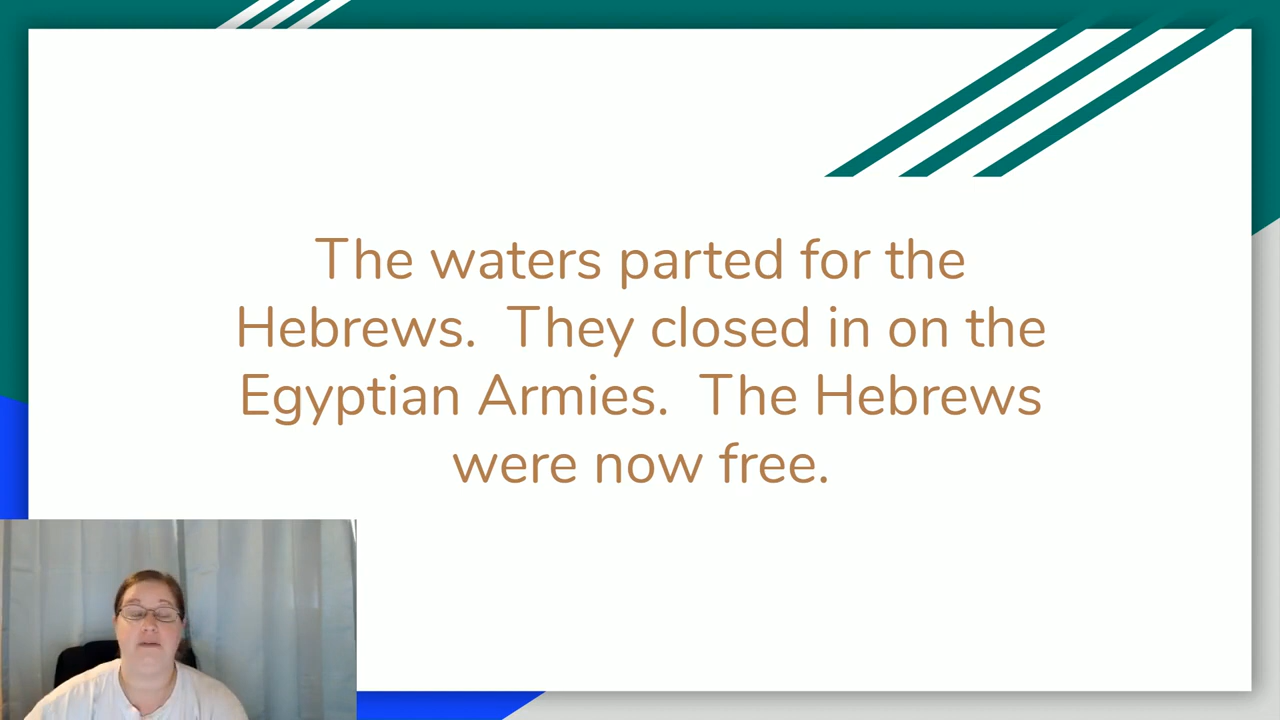 The waters parted for the
Hebrews.  They closed in on the
Egyptian Armies.  The Hebrews
were now free.